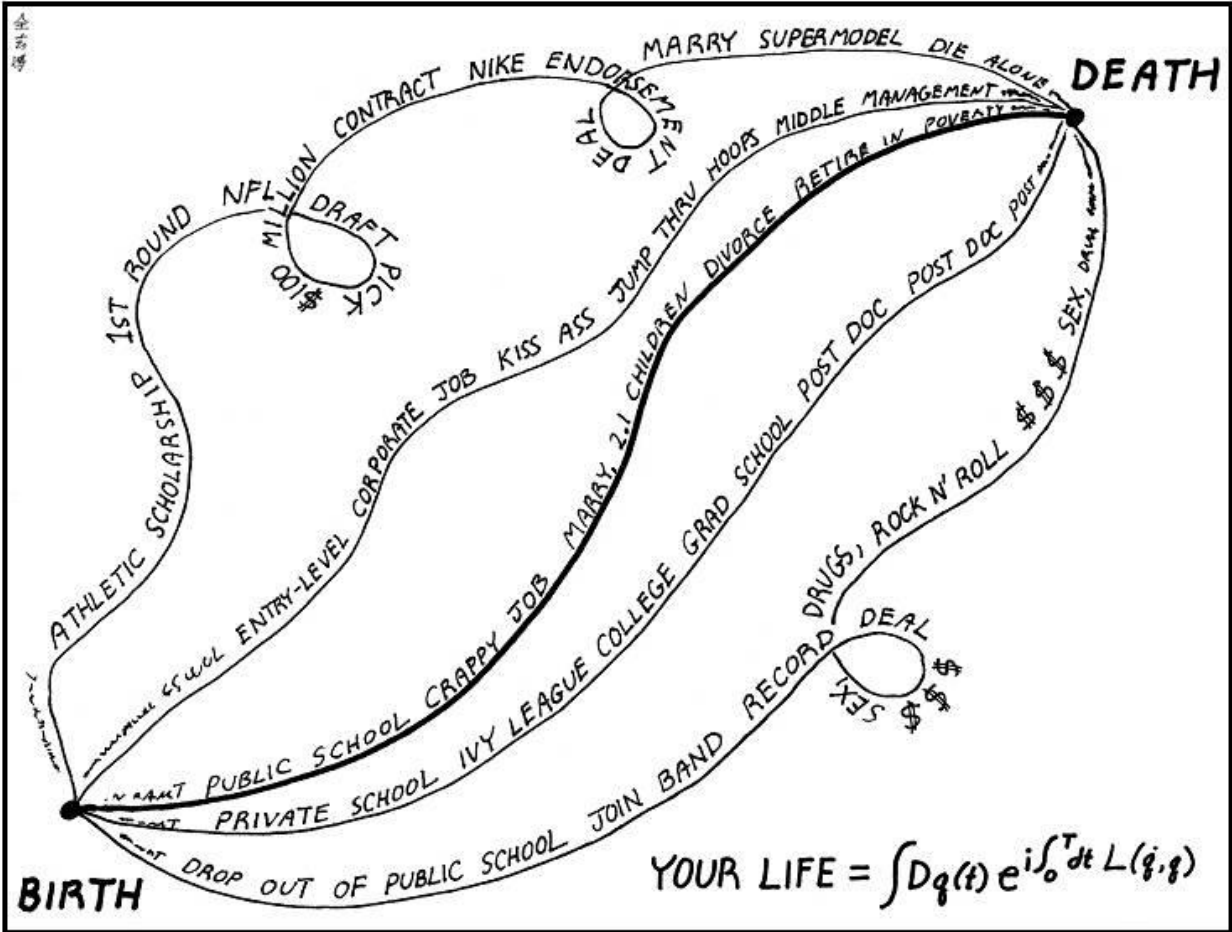 MARRY SUPERMODEL DIE ALONE
DEATH
CONTRACT NIKE ENDORSEMENT DEAL
1ST ROUND NFL DRAFT PICK
$100 MILLION
ATHLETIC SCHOLARSHIP
ENTRY-LEVEL CORPORATE JOB KISS ASS JUMP THRU HOOPS MIDDLE MANAGEMENT
PUBLIC SCHOOL CRAPPY JOB MARRY, 2.1 CHILDREN DIVORCE RETIRE IN POVERTY
PRIVATE SCHOOL IVY LEAGUE COLLEGE GRAD SCHOOL POST DOC POST DOC POST DOC POST
DROP OUT OF PUBLIC SCHOOL JOIN BAND RECORD DEAL $ $ $ SEX, DRUGS, ROCK N' ROLL $ $ $ SEX,
BIRTH
YOUR LIFE = ∫Dq(t) e^{i∫₀ᵀdt L(q̇,q)}